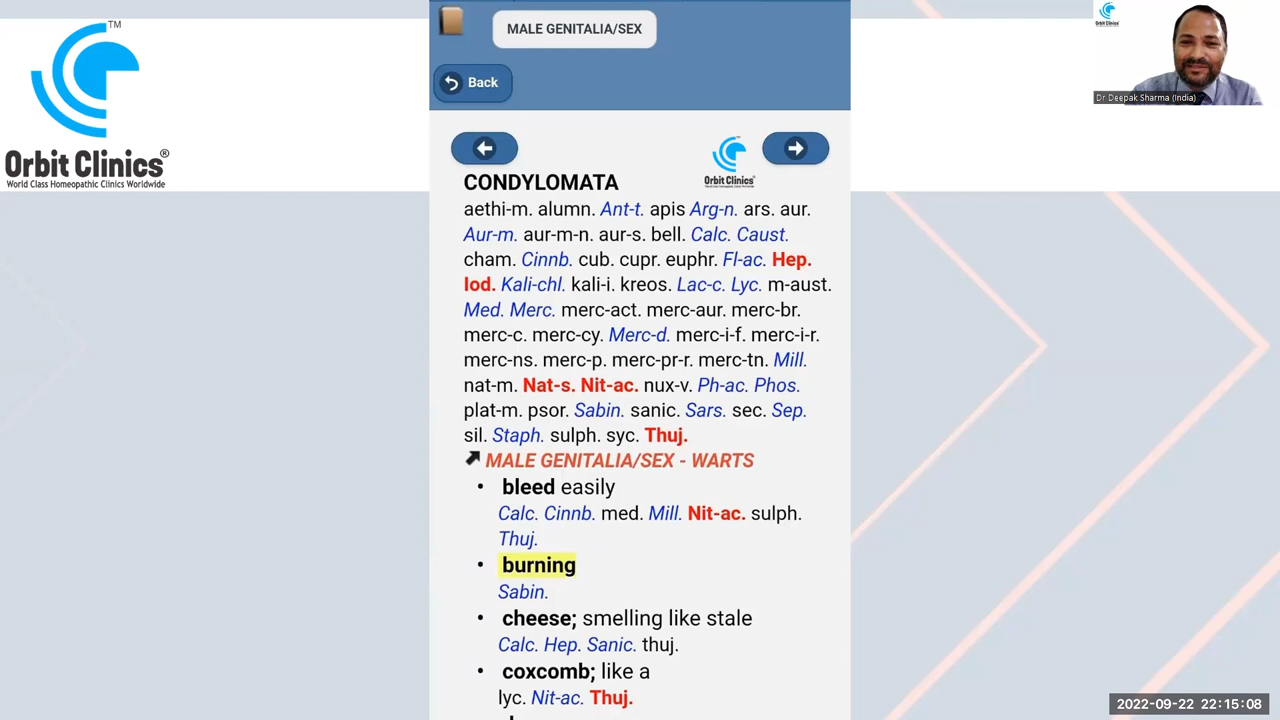 TM
Orbit Clinics®
World Class Homeopathic Clinics Worldwide
MALE GENITALIA/SEX
Back
Orbit Clinics®
CONDYLOMATA
aethi-m. alumn. Ant-t. apis Arg-n. ars. aur.
Aur-m. aur-m-n. aur-s. bell. Calc. Caust.
cham. Cinnb. cub. cupr. euphr. Fl-ac. Hep.
Iod. Kali-chl. kali-i. kreos. Lac-c. Lyc. m-aust.
Med. Merc. merc-act. merc-aur. merc-br.
merc-c. merc-cy. Merc-d. merc-i-f. merc-i-r.
merc-ns. merc-p. merc-pr-r. merc-tn. Mill.
nat-m. Nat-s. Nit-ac. nux-v. Ph-ac. Phos.
plat-m. psor. Sabin. sanic. Sars. sec. Sep.
sil. Staph. sulph. syc. Thuj.
MALE GENITALIA/SEX - WARTS
• bleed easily
Calc. Cinnb. med. Mill. Nit-ac. sulph.
Thuj.
• burning
Sabin.
• cheese; smelling like stale
Calc. Hep. Sanic. thuj.
• coxcomb; like a
lyc. Nit-ac. Thuj.
Dr Deepak Sharma (India)
2022-09-22 22:15:08